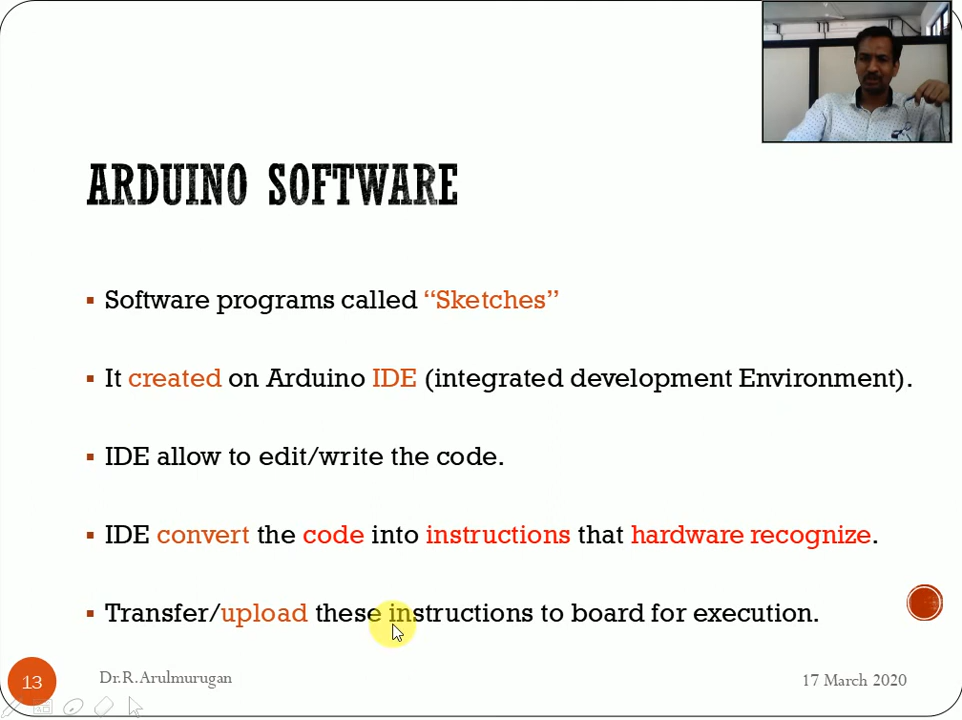 ARDUINO SOFTWARE
Software programs called “Sketches”
It created on Arduino IDE (integrated development Environment).
IDE allow to edit/write the code.
IDE convert the code into instructions that hardware recognize.
Transfer/upload these instructions to board for execution.
13
Dr.R.Arulmurugan
17 March 2020